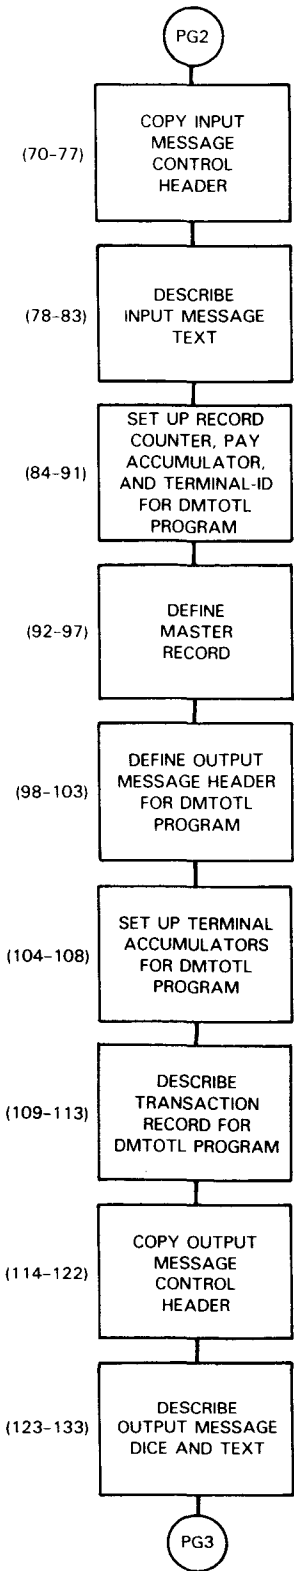 PG2
(70-77)
COPY INPUT
MESSAGE
CONTROL
HEADER
(78-83)
DESCRIBE
INPUT MESSAGE
TEXT
(84-91)
SET UP RECORD
COUNTER, PAY
ACCUMULATOR,
AND TERMINAL-ID
FOR DMTOTL
PROGRAM
(92-97)
DEFINE
MASTER
RECORD
(98-103)
DEFINE OUTPUT
MESSAGE HEADER
FOR DMTOTL
PROGRAM
(104-108)
SET UP TERMINAL
ACCUMULATORS
FOR DMTOTL
PROGRAM
(109-113)
DESCRIBE
TRANSACTION
RECORD FOR
DMTOTL PROGRAM
(114-122)
COPY OUTPUT
MESSAGE
CONTROL
HEADER
(123-133)
DESCRIBE
OUTPUT MESSAGE
DICE AND TEXT
PG3